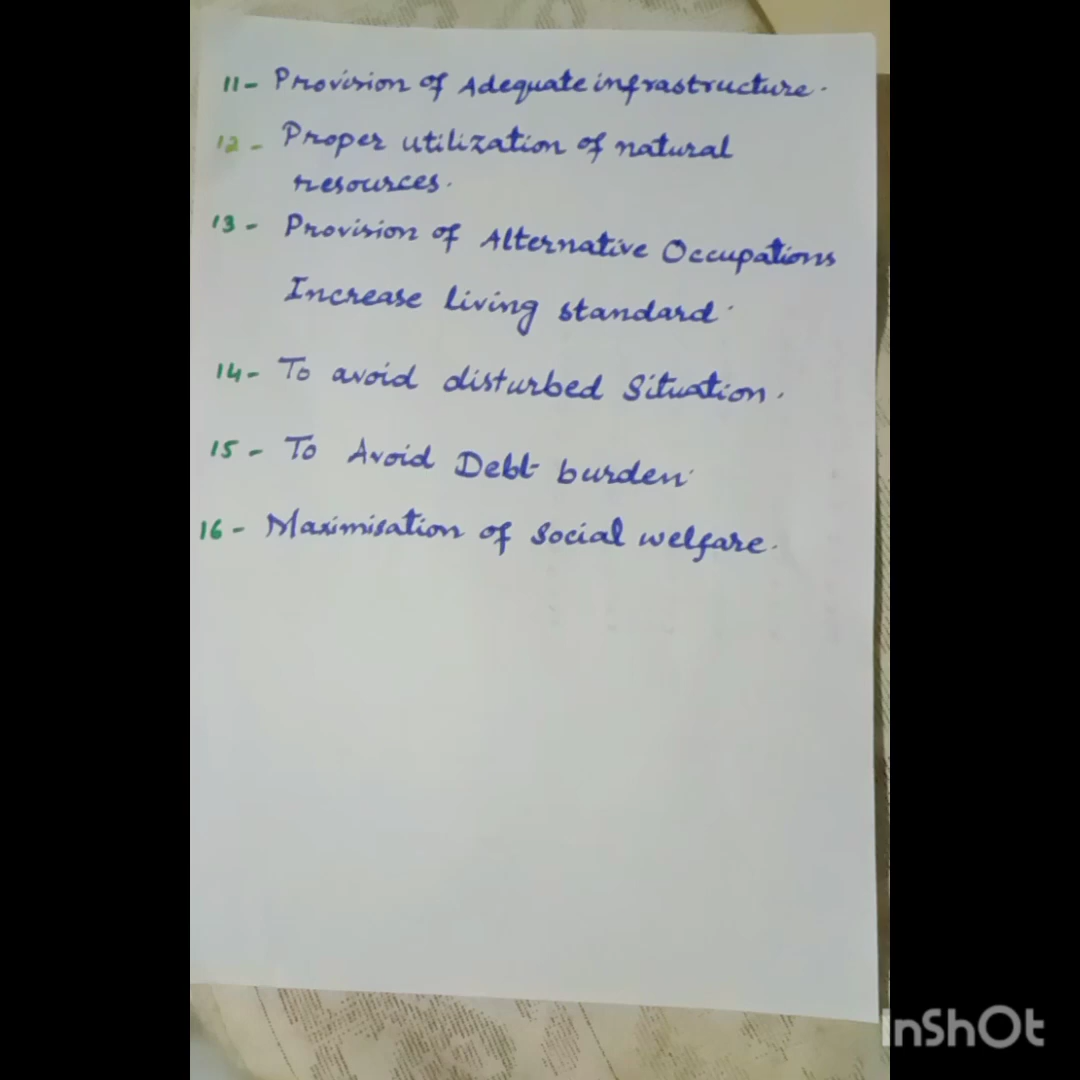 11- Provision of Adequate infrastructure.
12- Proper utilization of natural
resources.
13- Provision of Alternative Occupations
Increase living standard.
14- To avoid disturbed Situation.
15- To Avoid Debt burden.
16- Maximisation of Social welfare.
InShOt